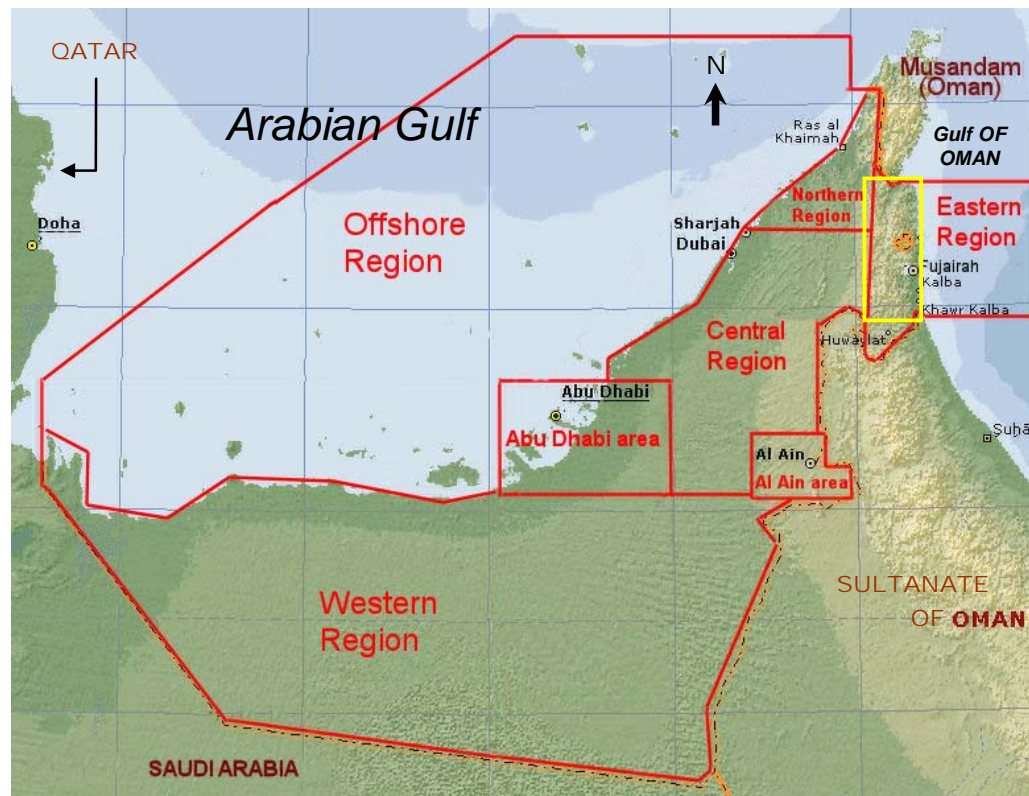 QATAR
N
Musandam
(Oman)
Arabian Gulf
Ras al
Khaimah
Gulf OF
OMAN
Northern
Region
Eastern
Region
Doha
Offshore
Region
Sharjah
Dubai
Fujairah
Kalba
Khawr Kalba
Central
Region
Huwaylat
Abu Dhabi
Abu Dhabi area
Şuḩā
Al Ain
Al Ain area
Western
Region
SULTANATE
OF OMAN
SAUDI ARABIA